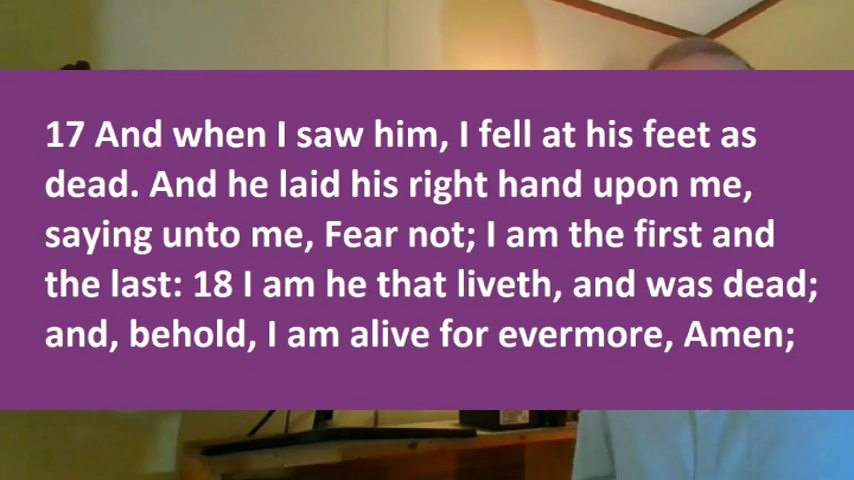 17 And when I saw him, I fell at his feet as
dead. And he laid his right hand upon me,
saying unto me, Fear not; I am the first and
the last: 18 I am he that liveth, and was dead;
and, behold, I am alive for evermore, Amen;